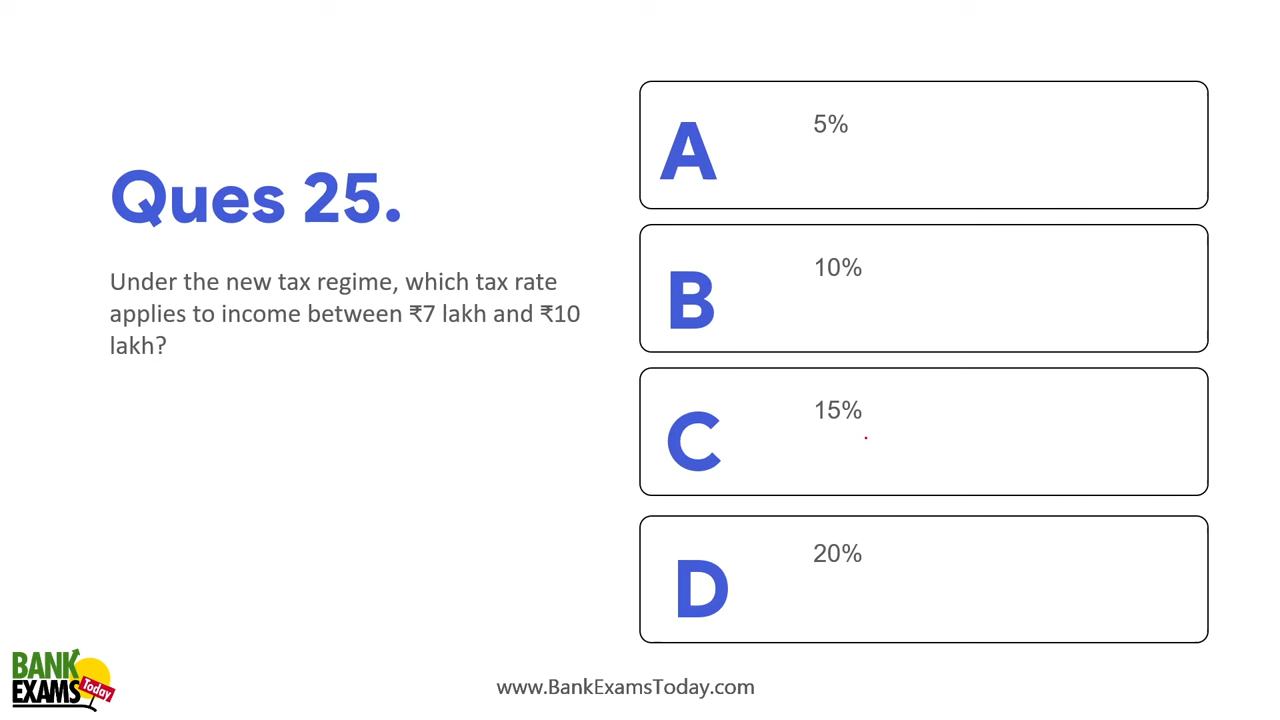 Ques 25.
Under the new tax regime, which tax rate
applies to income between ₹7 lakh and ₹10
lakh?
A
5%
B
10%
C
15%
D
20%
BANK
EXAMS
Today
www.BankExamsToday.com